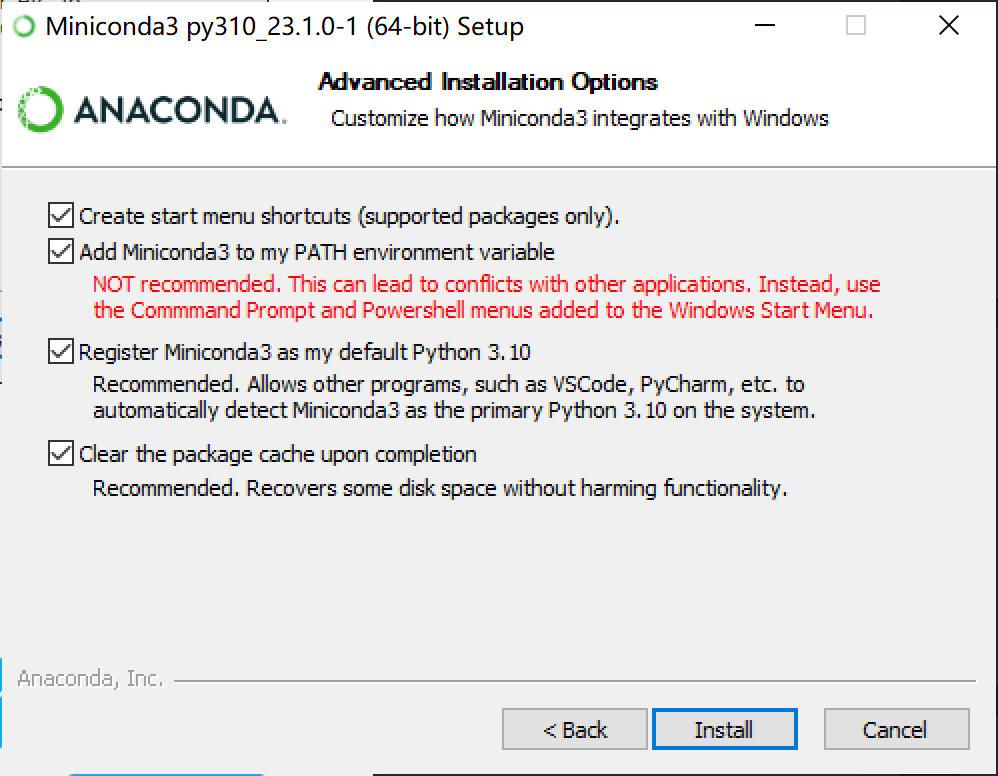 Miniconda3 py310_23.1.0-1 (64-bit) Setup
ANACONDA.
Advanced Installation Options
Customize how Miniconda3 integrates with Windows
Create start menu shortcuts (supported packages only).
Add Miniconda3 to my PATH environment variable
NOT recommended. This can lead to conflicts with other applications. Instead, use
the Commmand Prompt and Powershell menus added to the Windows Start Menu.
Register Miniconda3 as my default Python 3.10
Recommended. Allows other programs, such as VSCode, PyCharm, etc. to
automatically detect Miniconda3 as the primary Python 3.10 on the system.
Clear the package cache upon completion
Recommended. Recovers some disk space without harming functionality.
Anaconda, Inc.
< Back
Install
Cancel